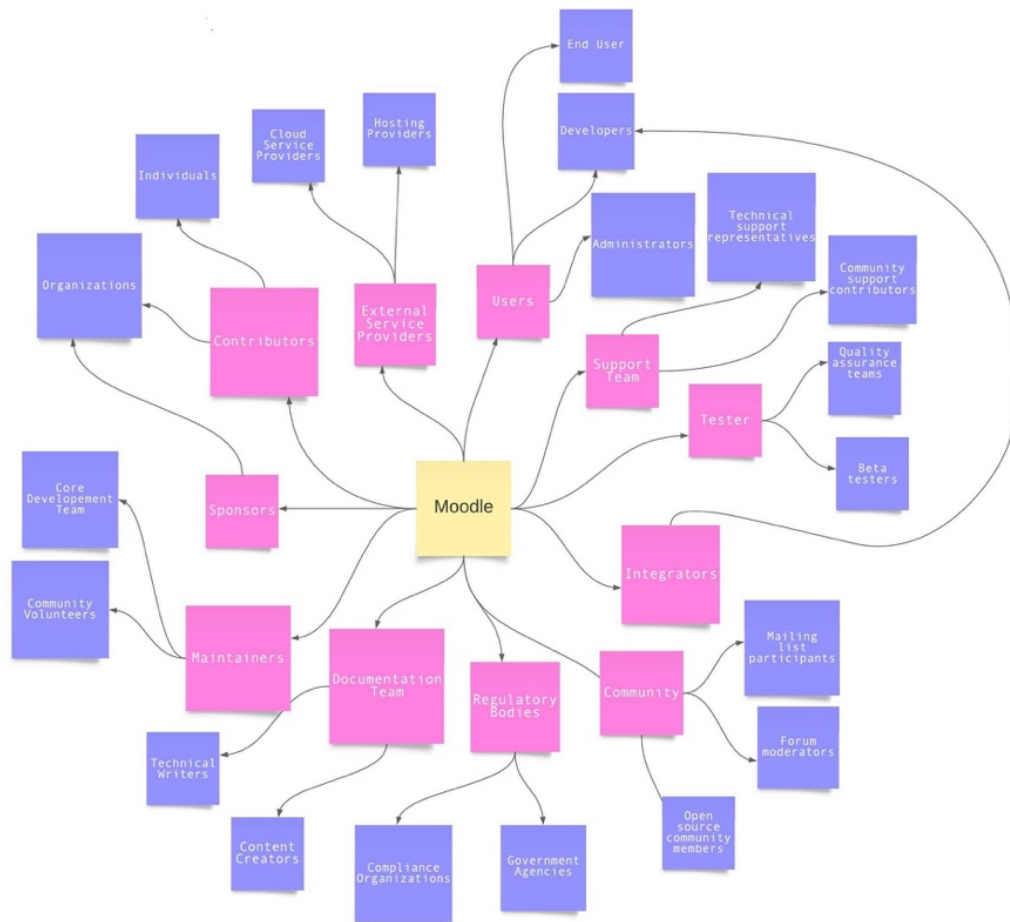 End User
Developers
Hosting
Providers
Cloud
Service
Providers
Individuals
Administrators
Technical
support
representatives
Community
support
contributors
Organizations
Contributors
External
Service
Providers
Users
Support
Team
Quality
assurance
teams
Tester
Beta
testers
Core
Developement
Team
Sponsors
Moodle
Integrators
Community
Volunteers
Maintainers
Documentation
Team
Regulatory
Bodies
Community
Mailing
list
participants
Forum
moderators
Technical
Writers
Content
Creators
Compliance
Organizations
Government
Agencies
Open
source
community
members